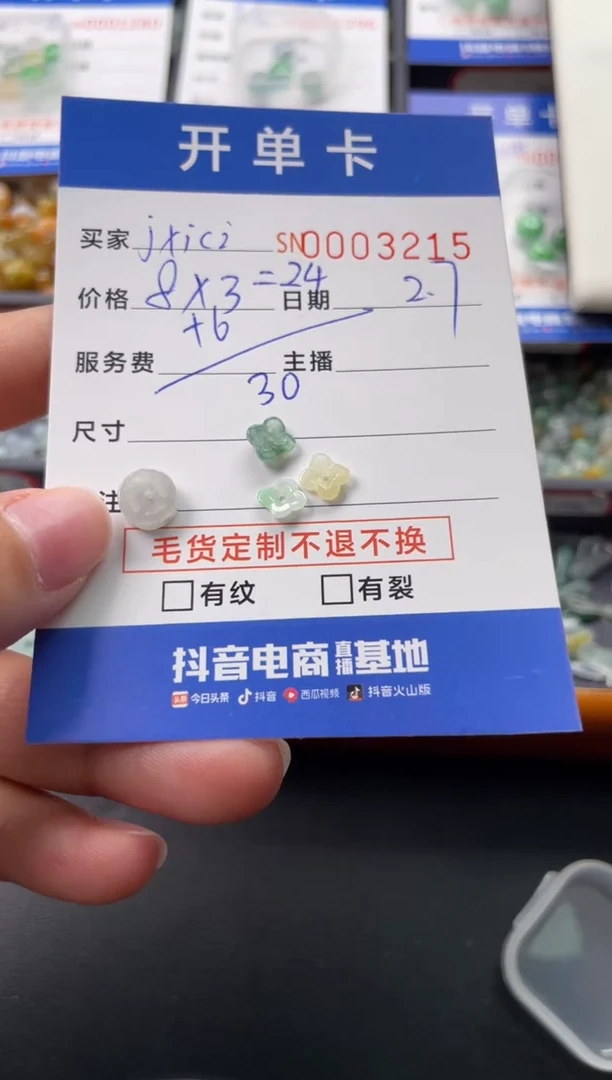 开单卡
买家 jxici SN0003215
价格 8×3=24 日期 2.7
+6
服务费 主播
30
尺寸
注
毛货定制不退不换
□有纹 □有裂
抖音电商直播基地
头条 今日头条 抖音 西瓜视频 抖音火山版